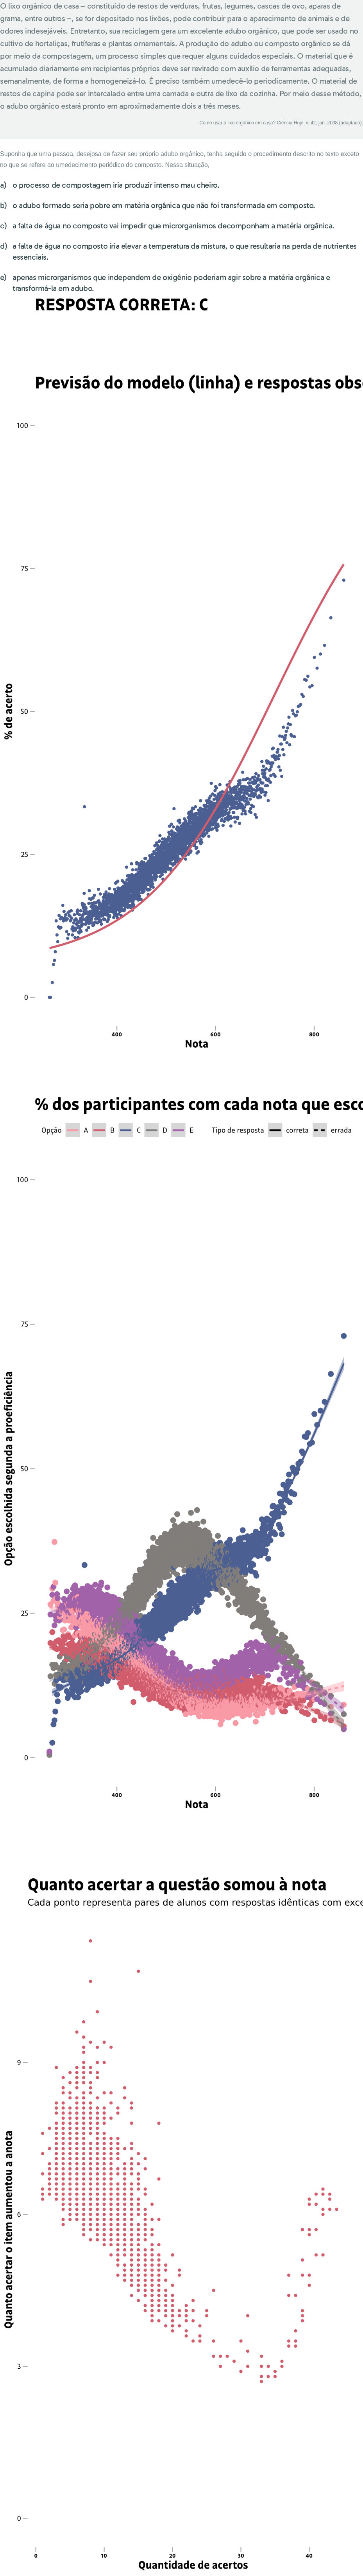 O lixo orgânico de casa – constituído de restos de verduras, frutas, legumes, cascas de ovo, aparas de
grama, entre outros –, se for depositado nos lixões, pode contribuir para o aparecimento de animais e de
odores indesejáveis. Entretanto, sua reciclagem gera um excelente adubo orgânico, que pode ser usado no
cultivo de hortaliças, frutíferas e plantas ornamentais. A produção do adubo ou composto orgânico se dá
por meio da compostagem, um processo simples que requer alguns cuidados especiais. O material que é
acumulado diariamente em recipientes próprios deve ser revirado com auxílio de ferramentas adequadas,
semanalmente, de forma a homogeneizá-lo. É preciso também umedecê-lo periodicamente. O material de
restos de capina pode ser intercalado entre uma camada e outra de lixo da cozinha. Por meio desse método,
o adubo orgânico estará pronto em aproximadamente dois a três meses.
Como usar o lixo orgânico em casa? Ciência Hoje, v. 42, jun. 2008 (adaptado).
Suponha que uma pessoa, desejosa de fazer seu próprio adubo orgânico, tenha seguido o procedimento descrito no texto exceto
no que se refere ao umedecimento periódico do composto. Nessa situação,
a) o processo de compostagem iria produzir intenso mau cheiro.
b) o adubo formado seria pobre em matéria orgânica que não foi transformada em composto.
c) a falta de água no composto vai impedir que microrganismos decomponham a matéria orgânica.
d) a falta de água no composto iria elevar a temperatura da mistura, o que resultaria na perda de nutrientes
essenciais.
e) apenas microrganismos que independem de oxigênio poderiam agir sobre a matéria orgânica e
transformá-la em adubo.
RESPOSTA CORRETA: C
Previsão do modelo (linha) e respostas obs
100
75
50
25
0
% de acerto
400 600 800
Nota
% dos participantes com cada nota que esco
Opção A B C D E Tipo de resposta correta errada
100
75
50
25
0
Opção escolhida segunda a proeficiência
400 600 800
Nota
Quanto acertar a questão somou à nota
Cada ponto representa pares de alunos com respostas idênticas com exce
9
6
3
0
Quanto acertar o item aumentou a anota
0 10 20 30 40
Quantidade de acertos